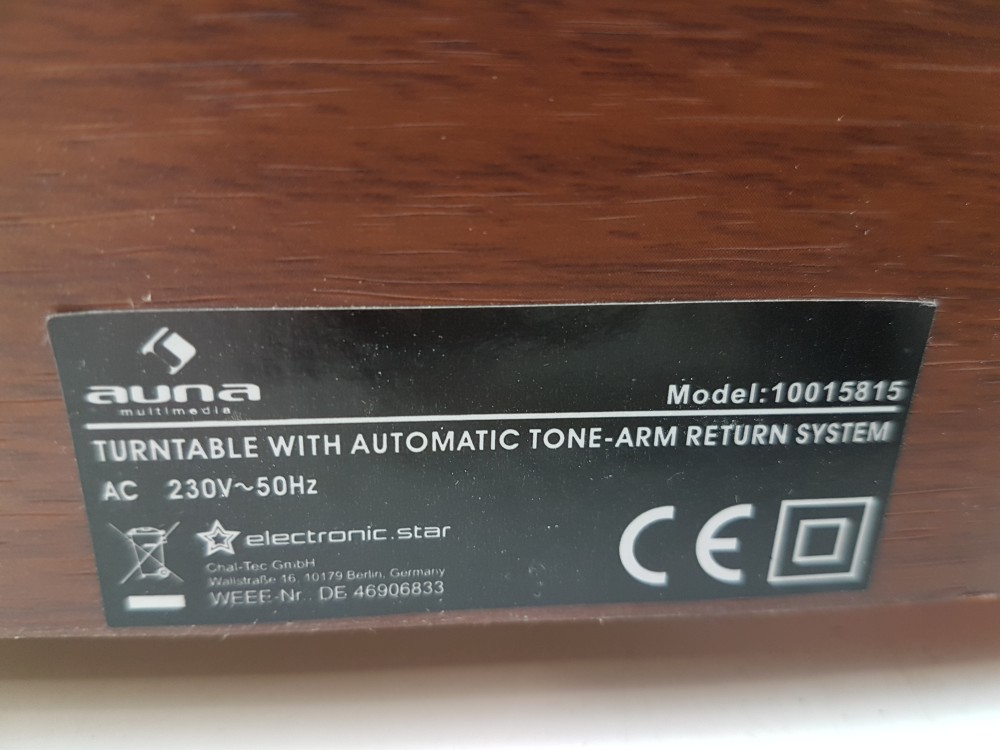 auna
multimedia
Model:10015815
TURNTABLE WITH AUTOMATIC TONE-ARM RETURN SYSTEM
AC 230V~50Hz
electronic.star
Chal-Tec GmbH
Wallstraße 16, 10179 Berlin, Germany
WEEE-Nr.. DE 46906833
CE